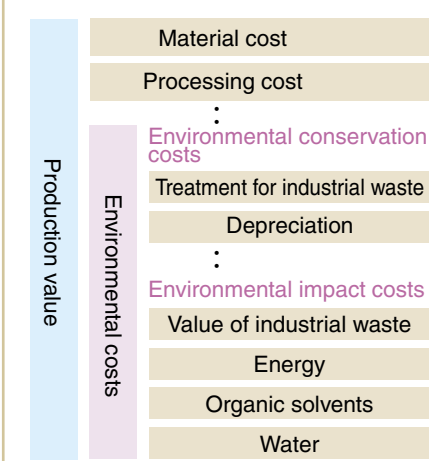 Production value
Material cost
Processing cost
:
Environmental costs
Environmental conservation
costs
Treatment for industrial waste
Depreciation
:
Environmental impact costs
Value of industrial waste
Energy
Organic solvents
Water